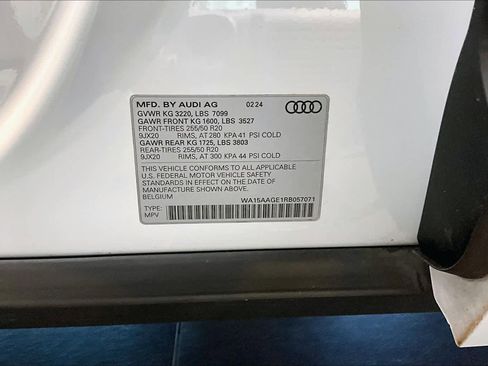 MFD. BY AUDI AG 02 24
GVWR KG 3220, LBS 7099
GAWR FRONT KG 1600, LBS 3527
FRONT-TIRES 255/50 R20
9JX20 RIMS, AT 280 KPA 41 PSI COLD
GAWR REAR KG 1725, LBS 3803
REAR-TIRES 255/50 R20
9JX20 RIMS, AT 300 KPA 44 PSI COLD
THIS VEHICLE CONFORMS TO ALL APPLICABLE
U.S. FEDERAL MOTOR VEHICLE SAFETY
STANDARDS IN EFFECT ON THE DATE OF
MANUFACTURE SHOWN ABOVE.
BELGIUM
TYPE:
MPV
WA15AAGE1RB057071